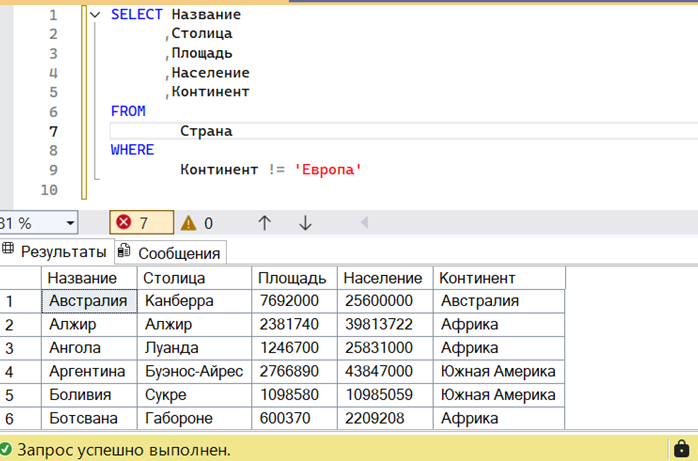 1 SELECT Название
2 ,Столица
3 ,Площадь
4 ,Население
5 ,Континент
6 FROM
7 Страна
8 WHERE
9 Континент != 'Европа'
10
81 % 7 0
Результаты Сообщения
Название Столица Площадь Население Континент
1 Австралия Канберра 7692000 25600000 Австралия
2 Алжир Алжир 2381740 39813722 Африка
3 Ангола Луанда 1246700 25831000 Африка
4 Аргентина Буэнос-Айрес 2766890 43847000 Южная Америка
5 Боливия Сукре 1098580 10985059 Южная Америка
6 Ботсвана Габороне 600370 2209208 Африка
Запрос успешно выполнен.